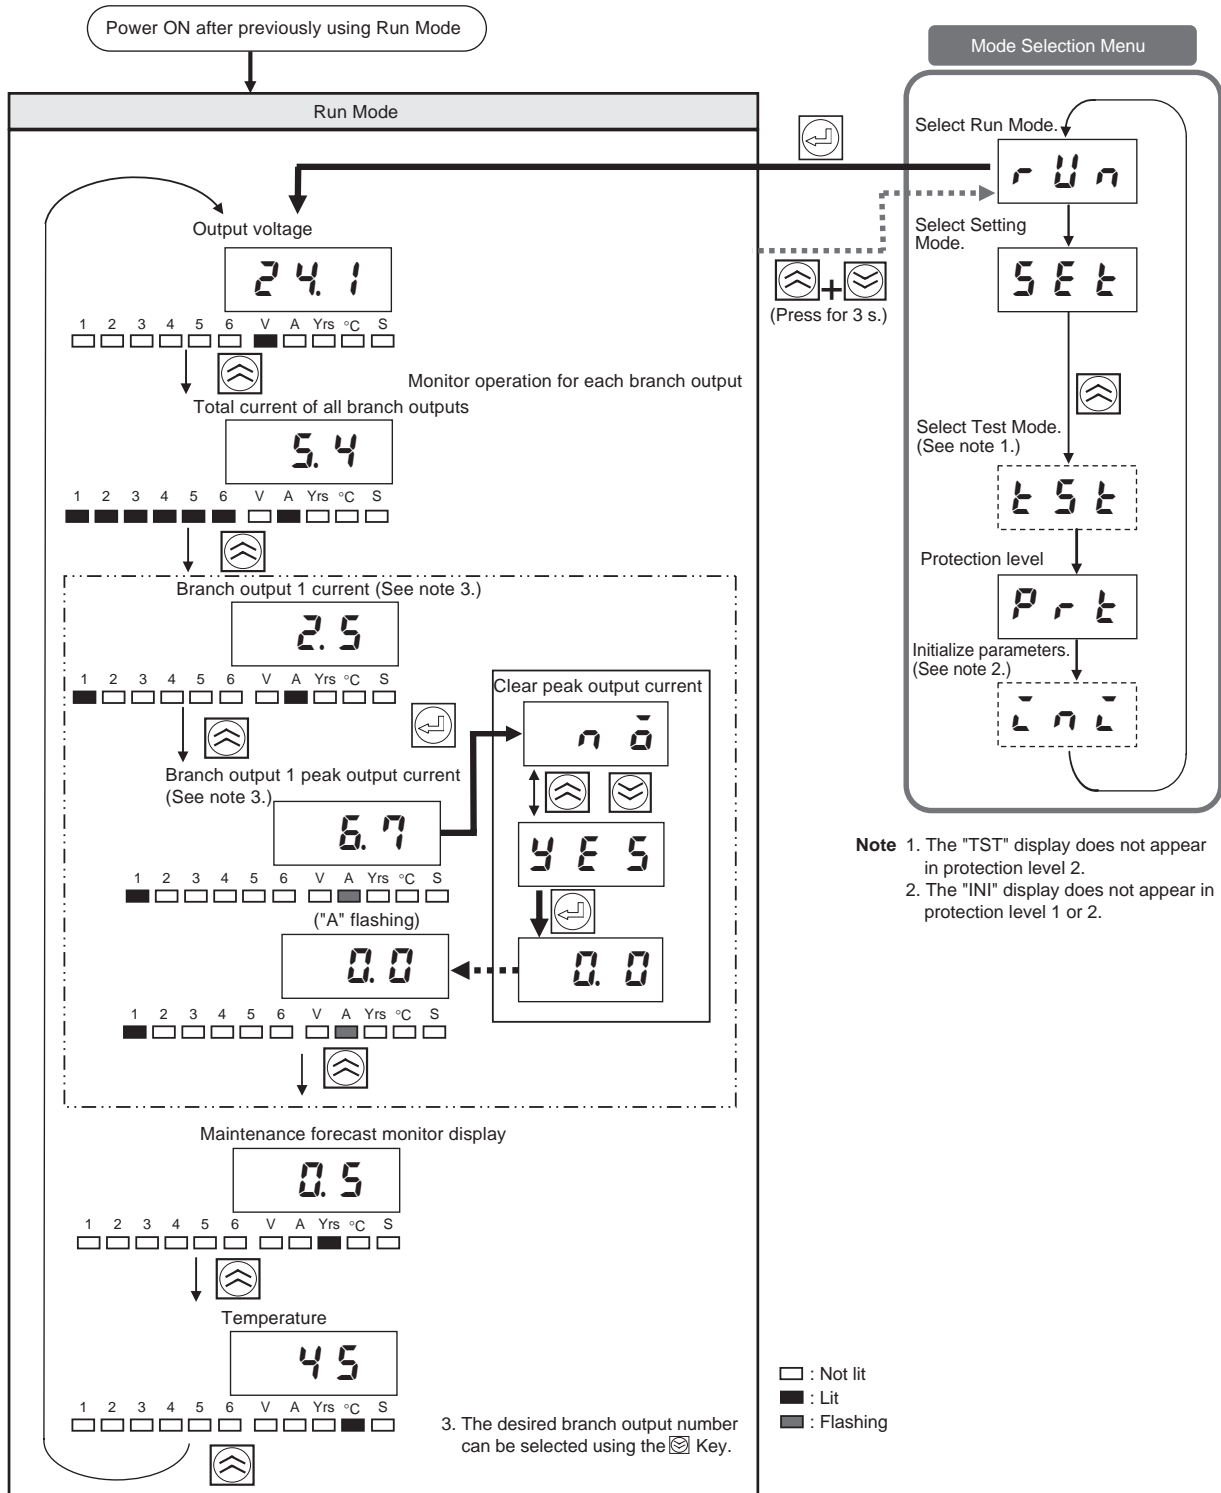 Power ON after previously using Run Mode
Mode Selection Menu
Run Mode
Select Run Mode.
rUn
Output voltage
Select Setting
Mode.
24.1
SEt
(Press for 3 s.)
+
1 2 3 4 5 6 V A Yrs °C S
Monitor operation for each branch output
Total current of all branch outputs
Select Test Mode.
(See note 1.)
5.4
tSt
1 2 3 4 5 6 V A Yrs °C S
Protection level
Branch output 1 current (See note 3.)
Prt
2.5
Initialize parameters.
(See note 2.)
1 2 3 4 5 6 V A Yrs °C S
Clear peak output current
ini
no
Branch output 1 peak output current
(See note 3.)
6.7
YES
Note 1. The "TST" display does not appear
in protection level 2.
2. The "INI" display does not appear in
protection level 1 or 2.
1 2 3 4 5 6 V A Yrs °C S
("A" flashing)
0.0
0.0
1 2 3 4 5 6 V A Yrs °C S
Maintenance forecast monitor display
0.5
1 2 3 4 5 6 V A Yrs °C S
Temperature
45
: Not lit
1 2 3 4 5 6 V A Yrs °C S
: Lit
3. The desired branch output number
can be selected using the Key.
: Flashing